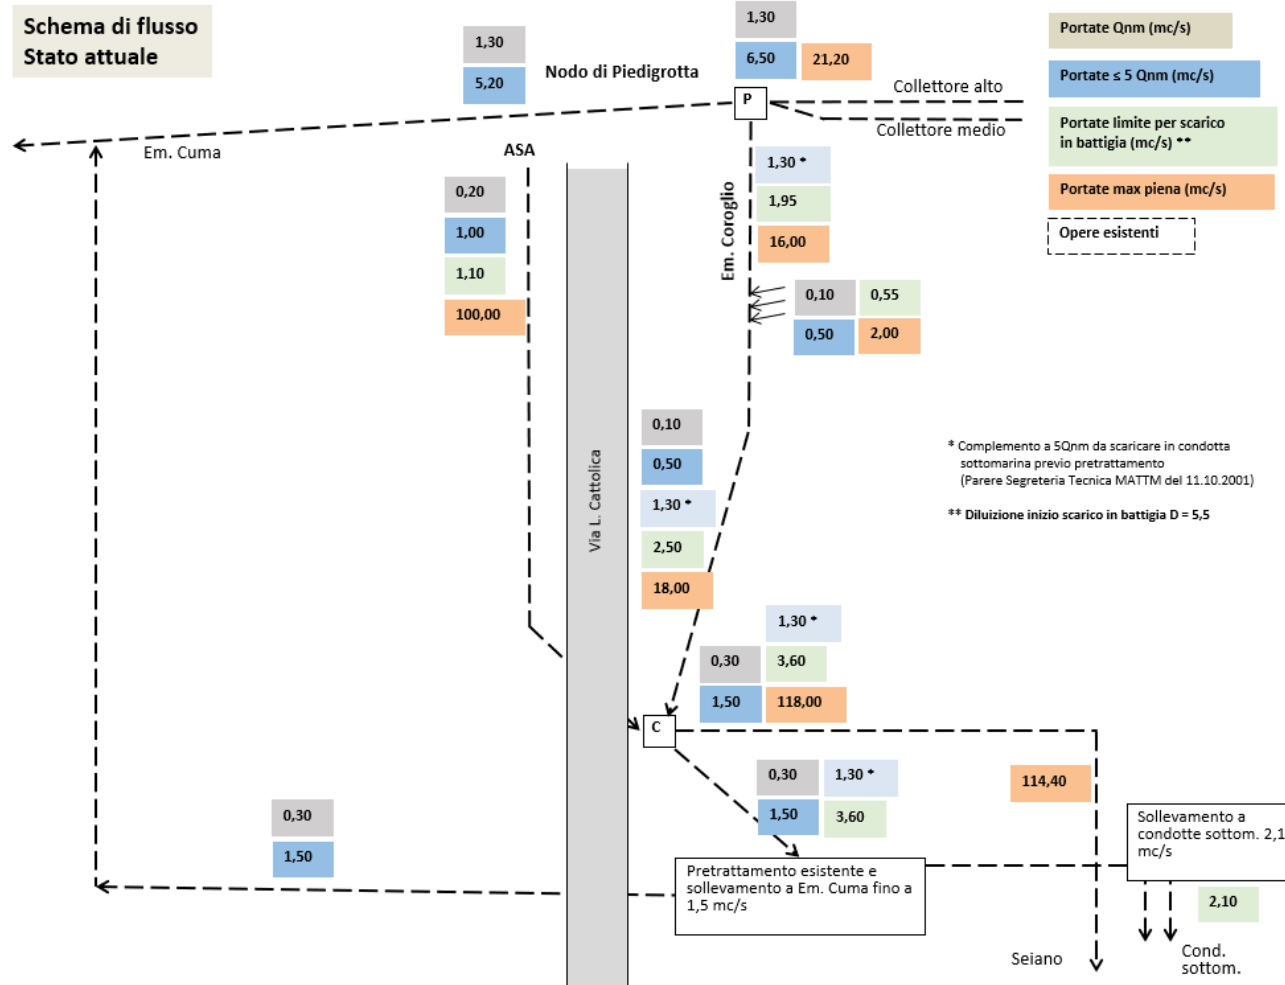 Schema di flusso
Stato attuale
1,30
5,20
Nodo di Piedigrotta
1,30
6,50
21,20
P
Collettore alto
Collettore medio
Portate Qnm (mc/s)
Portate ≤ 5 Qnm (mc/s)
Portate limite per scarico
in battigia (mc/s) **
Portate max piena (mc/s)
Opere esistenti
Em. Cuma
ASA
0,20
1,00
1,10
100,00
Via L. Cattolica
Em. Coroglio
1,30 *
1,95
16,00
0,10
0,55
0,50
2,00
0,10
0,50
1,30 *
2,50
18,00
* Complemento a 5Qnm da scaricare in condotta
sottomarina previo pretrattamento
(Parere Segreteria Tecnica MATTM del 11.10.2001)
** Diluizione inizio scarico in battigia D = 5,5
1,30 *
0,30
3,60
1,50
118,00
C
0,30
1,30 *
1,50
3,60
114,40
0,30
1,50
Pretrattamento esistente e
sollevamento a Em. Cuma fino a
1,5 mc/s
Sollevamento a
condotte sottom. 2,1
mc/s
2,10
Seiano
Cond.
sottom.